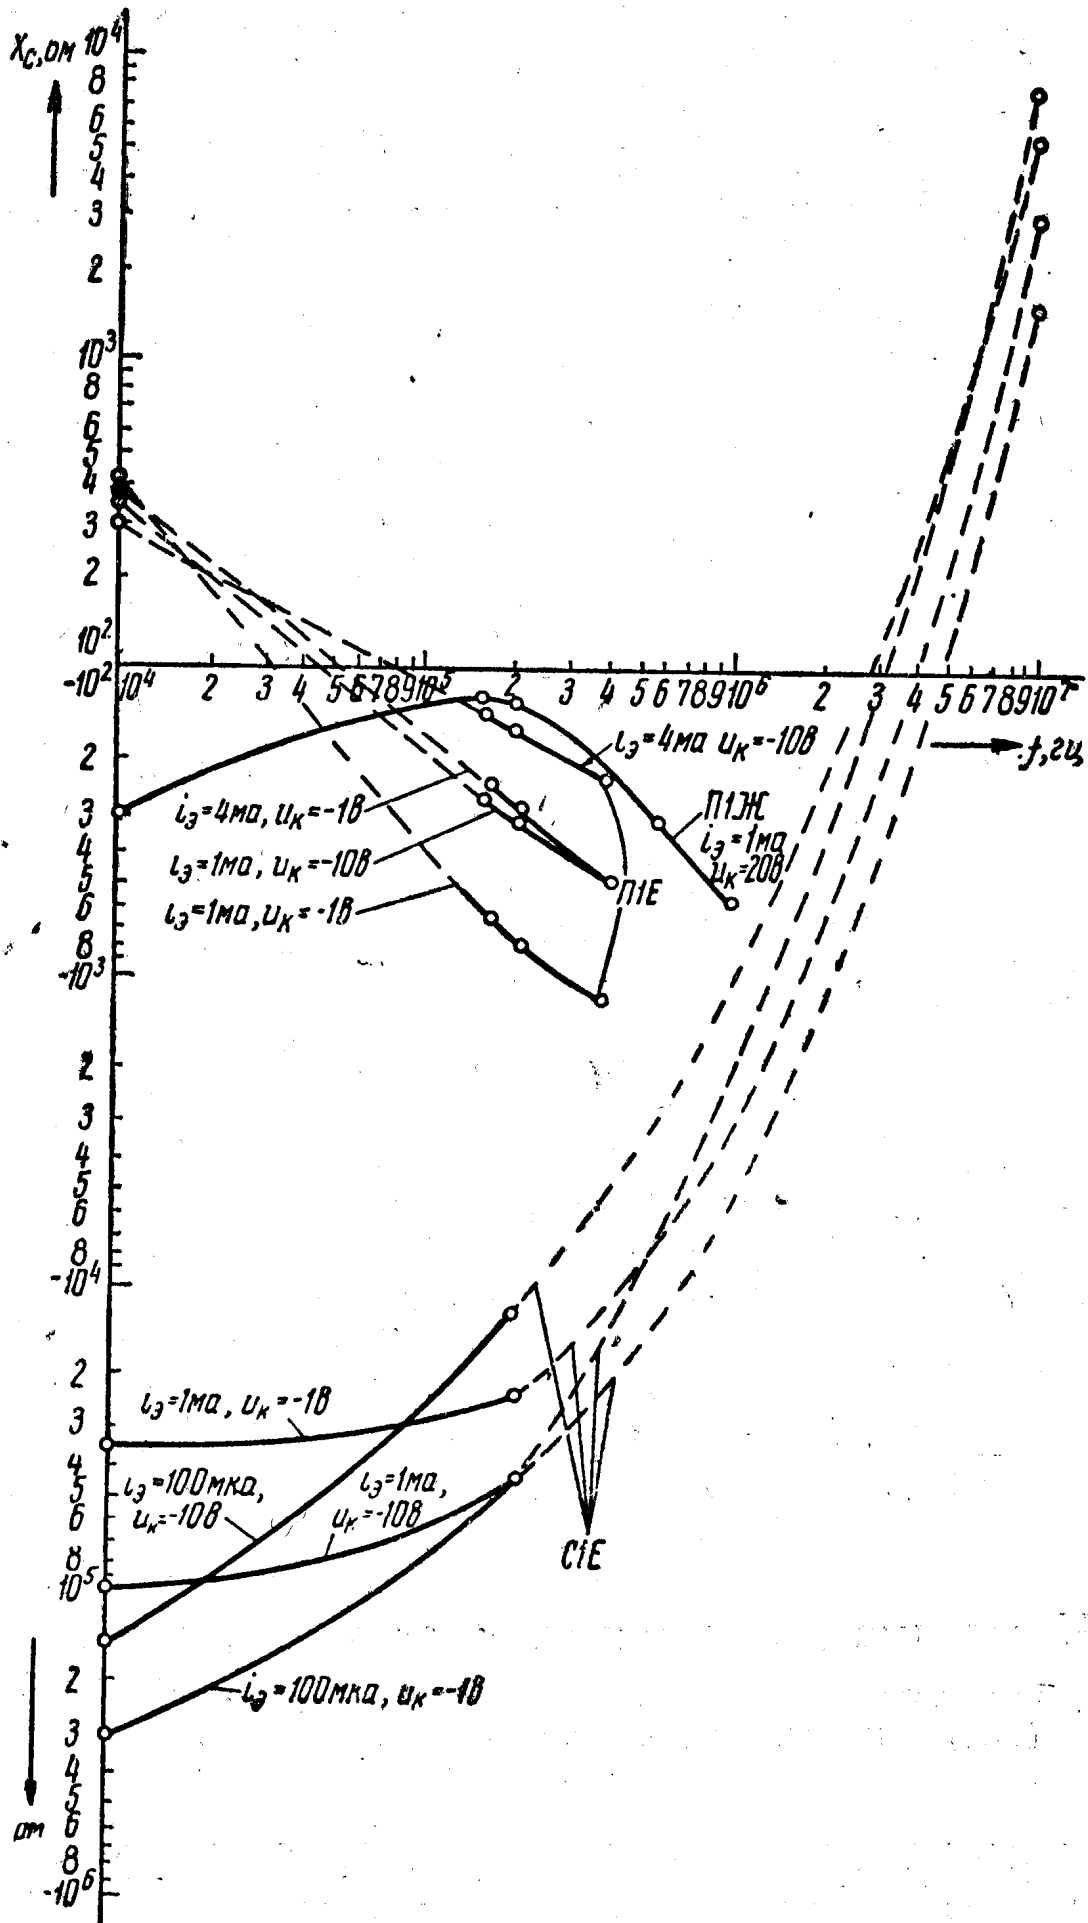 Xc, ом
10⁴
8
6
5
4
3
2
10³
8
6
5
4
3
2
10²
-10²
10⁴ 2 3 4 5 6 7 8 9 10⁵ 2 3 4 5 6 7 8 9 10⁶ 2 3 4 5 6 7 8 9 10⁷
f, гц
2
3
4
5
6
8
-10³
2
3
4
5
6
8
-10⁴
2
3
4
5
6
8
10⁵
2
3
4
5
6
8
-10⁶
ом
iэ=4ма uк=-10в
П1Ж
iэ=1ма
uк=20в
iэ=4ма, uк=-1в
iэ=1ма, uк=-10в
iэ=1ма, uк=-1в
П1Е
iэ=1ма, uк=-1в
iэ=100мка,
uк=-10в
iэ=1ма,
uк=-10в
С1Е
iэ=100мка, uк=-1в